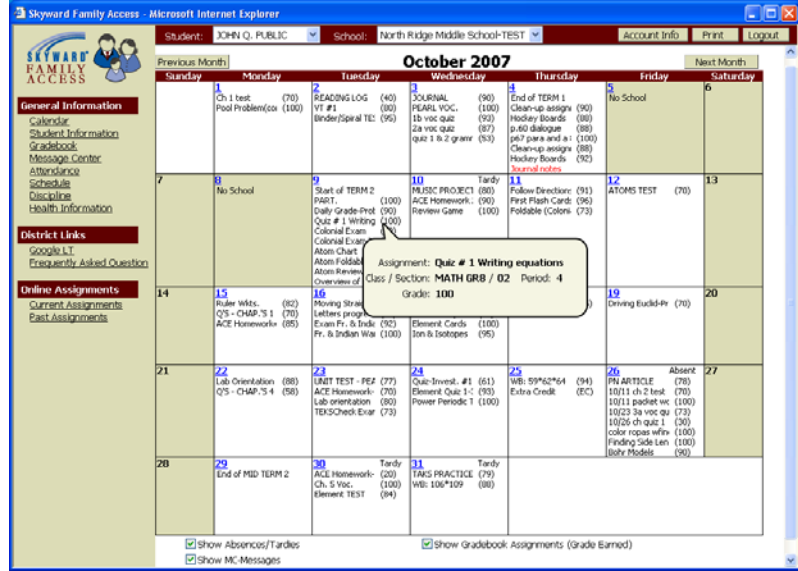 Skyward Family Access - Microsoft Internet Explorer
SKYWARD
FAMILY
ACCESS
Student: JOHN Q. PUBLIC School: North Ridge Middle School-TEST Account Info Print Logout
Previous Month October 2007 Next Month
Sunday Monday Tuesday Wednesday Thursday Friday Saturday
General Information
Calendar
Student Information
Gradebook
Message Center
Attendance
Schedule
Discipline
Health Information
District Links
Google LT
Frequently Asked Question
Online Assignments
Current Assignments
Past Assignments
1
Ch 1 test (70)
Pool Problem(co (100)
2
READING LOG (40)
VT #1 (80)
Binder/Spiral TE (95)
3
JOURNAL (90)
PEARL VOC. (100)
1b voc quiz (93)
2a voc quiz (87)
quiz 1 & 2 gramr (53)
4
End of TERM 1
Clean-up assign (90)
Hockey Boards (88)
p.60 dialogue (88)
p67 para and a (100)
Clean-up assign (88)
Hockey Boards (92)
Journal notes
5
No School
6
7
8
No School
9
Start of TERM 2
PART. (100)
Daily Grade-Prot (90)
Quiz # 1 Writing (100)
Colonial Exam
Colonial Exam
Atom Chart
Atom Foldab
Atom Review
Overview of
10 Tardy
MUSIC PROJECT (80)
ACE Homework (90)
Review Game (100)
11
Follow Direction (91)
First Flash Card (96)
Foldable (Coloni (73)
12
ATOMS TEST (70)
13
Assignment: Quiz # 1 Writing equations
Class / Section: MATH GR8 / 02 Period: 4
Grade: 100
14
15
Ruler Wkts. (82)
Q'S - CHAP.'S 1 (70)
ACE Homework (85)
16
Moving Stra
Letters progre
Exam Fr. & Indi (92)
Fr. & Indian Wa (100)
Element Cards (100)
Ion & Isotopes (95)
19
Driving Euclid-Pr (70)
20
21
22
Lab Orientation (88)
Q'S - CHAP.'S 4 (58)
23
UNIT TEST - PE (77)
ACE Homework- (70)
Lab orientation (80)
TEKSCheck Exar (73)
24
Quiz-Invest. #1 (61)
Element Quiz 1- (93)
Power Periodic T (100)
25
WB: 59*62*64 (94)
Extra Credit (EC)
26 Absent
PN ARTICLE (78)
10/11 ch 2 test (70)
10/11 packet wc (100)
10/23 3a voc qu (73)
10/26 ch quiz 1 (30)
color ropas wfin (100)
Finding Side Len (100)
Bohr Models (90)
27
28
29
End of MID TERM 2
30 Tardy
ACE Homework- (20)
Ch. 5 Voc. (100)
Element TEST (84)
31 Tardy
TAKS PRACTICE (79)
WB: 106*109 (88)
Show Absences/Tardies Show Gradebook Assignments (Grade Earned)
Show MC-Messages